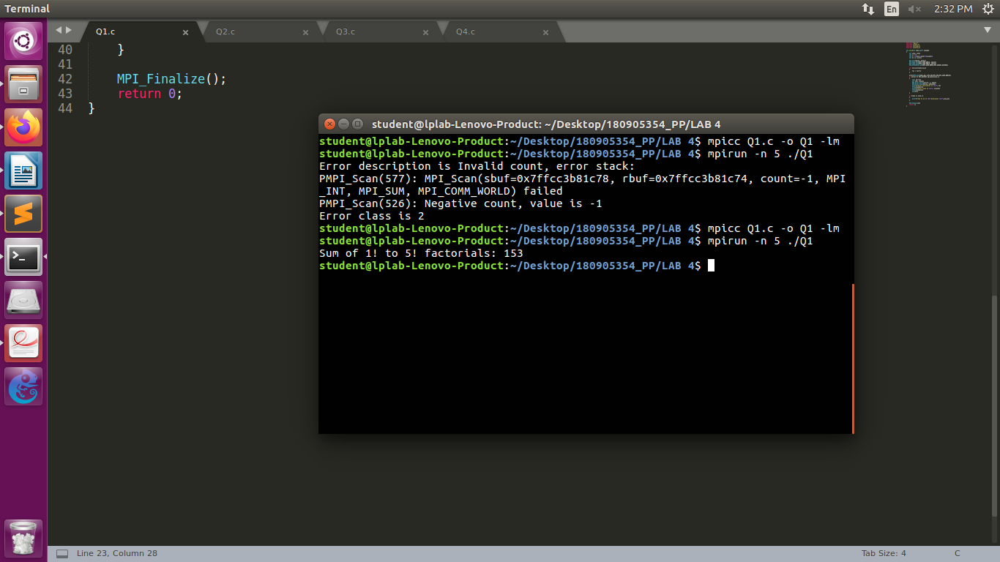 Terminal
En
2:32 PM
Q1.c
Q2.c
Q3.c
Q4.c
40 }
41
42 MPI_Finalize();
43 return 0;
44 }
student@lplab-Lenovo-Product: ~/Desktop/180905354_PP/LAB 4
student@lplab-Lenovo-Product:~/Desktop/180905354_PP/LAB 4$ mpicc Q1.c -o Q1 -lm
student@lplab-Lenovo-Product:~/Desktop/180905354_PP/LAB 4$ mpirun -n 5 ./Q1
Error description is Invalid count, error stack:
PMPI_Scan(577): MPI_Scan(sbuf=0x7ffcc3b81c78, rbuf=0x7ffcc3b81c74, count=-1, MPI
_INT, MPI_SUM, MPI_COMM_WORLD) failed
PMPI_Scan(526): Negative count, value is -1
Error class is 2
student@lplab-Lenovo-Product:~/Desktop/180905354_PP/LAB 4$ mpicc Q1.c -o Q1 -lm
student@lplab-Lenovo-Product:~/Desktop/180905354_PP/LAB 4$ mpirun -n 5 ./Q1
Sum of 1! to 5! factorials: 153
student@lplab-Lenovo-Product:~/Desktop/180905354_PP/LAB 4$
Line 23, Column 28
Tab Size: 4
C